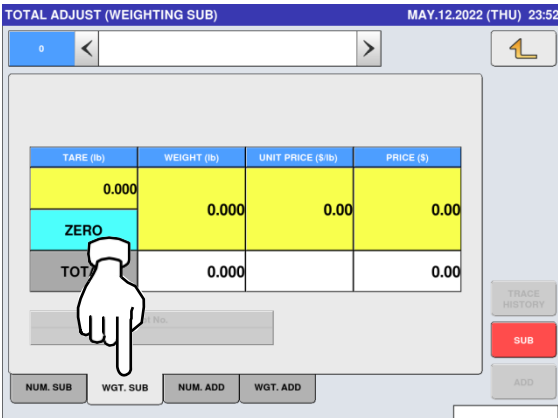 TOTAL ADJUST (WEIGHTING SUB) MAY.12.2022 (THU) 23:52
0
TARE (lb) WEIGHT (lb) UNIT PRICE ($/lb) PRICE ($)
0.000
0.000 0.00 0.00
ZERO
0.000 0.00
No.
TRACE
HISTORY
SUB
ADD
NUM. SUB WGT. SUB NUM. ADD WGT. ADD